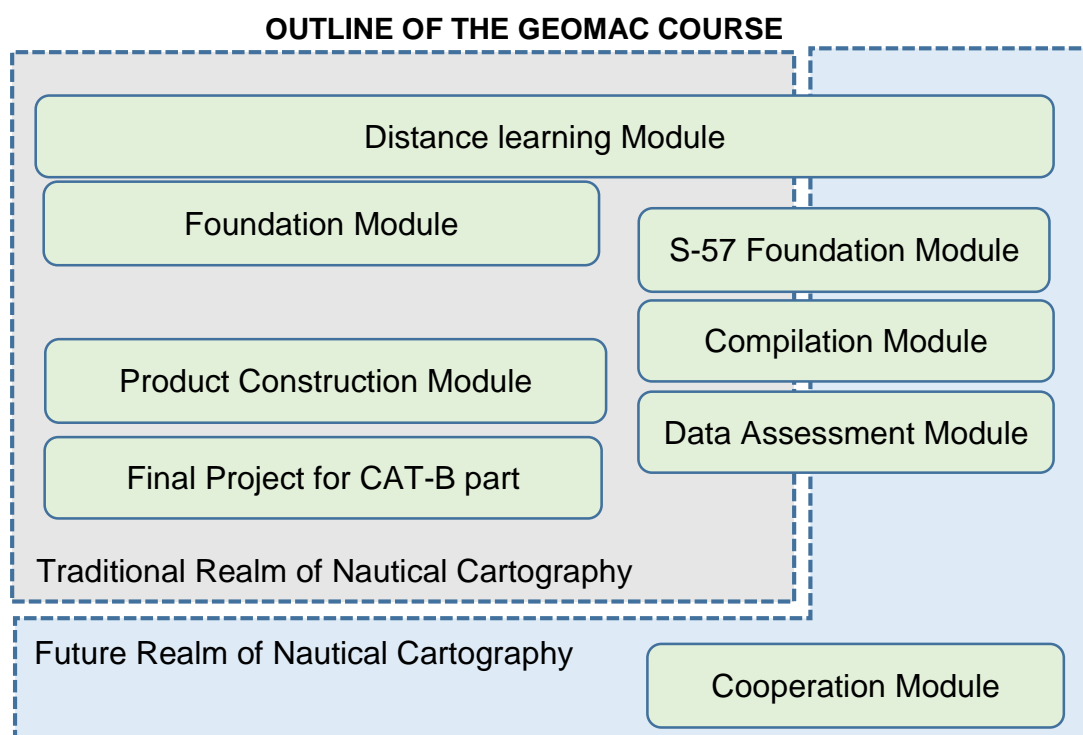 OUTLINE OF THE GEOMAC COURSE
Distance learning Module
Foundation Module
S-57 Foundation Module
Compilation Module
Product Construction Module
Data Assessment Module
Final Project for CAT-B part
Traditional Realm of Nautical Cartography
Future Realm of Nautical Cartography
Cooperation Module